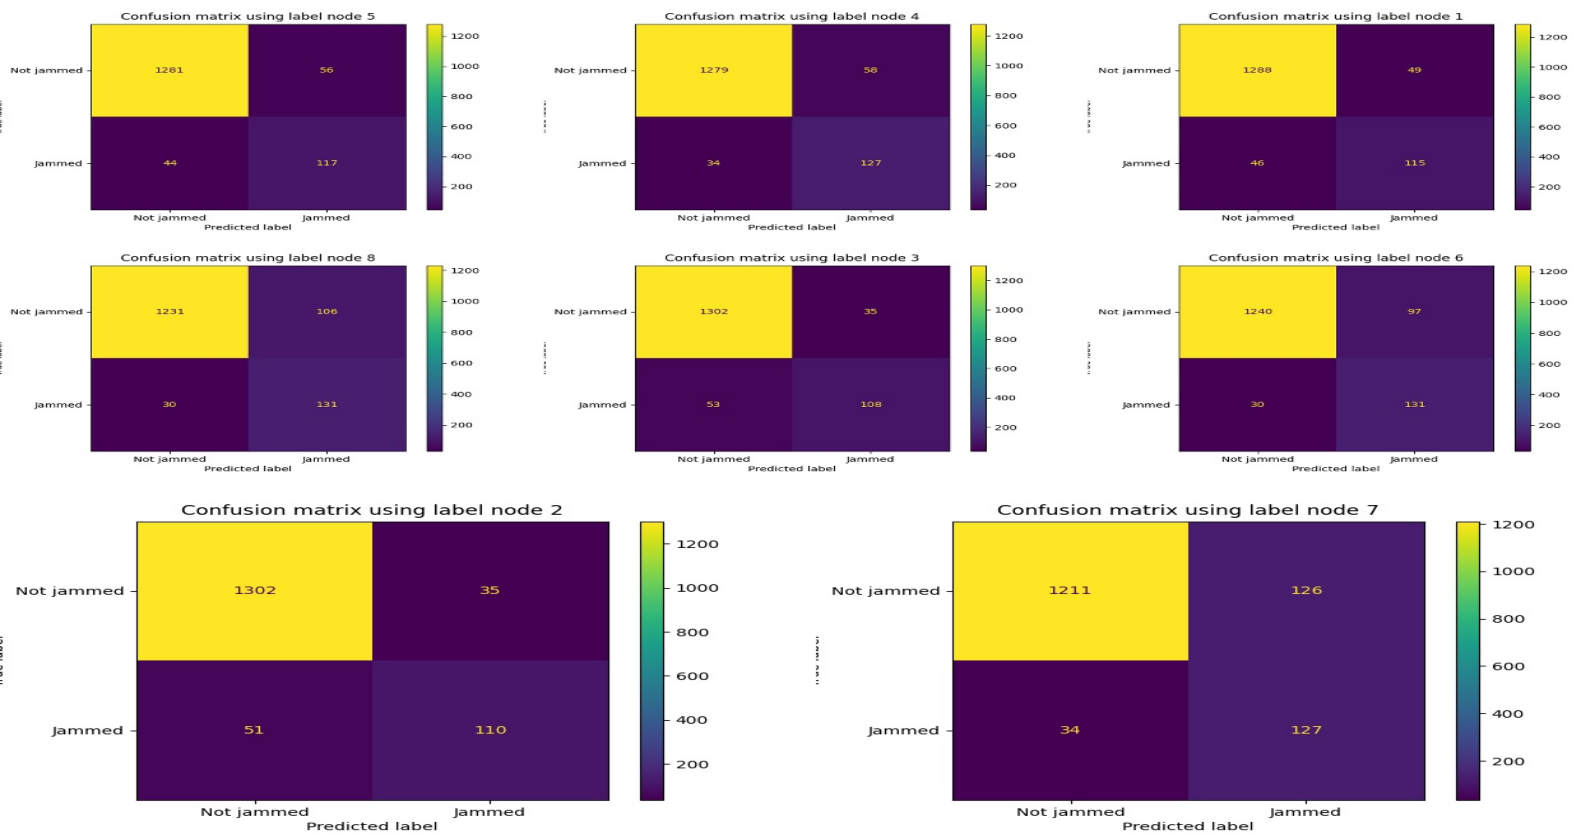 Confusion matrix using label node 5
Not jammed
1281
56
Jammed
44
117
Not jammed
Jammed
Predicted label
1200
1000
800
600
400
200
Confusion matrix using label node 4
Not jammed
1279
58
Jammed
34
127
Not jammed
Jammed
Predicted label
1200
1000
800
600
400
200
Confusion matrix using label node 1
Not jammed
1288
49
Jammed
46
115
Not jammed
Jammed
Predicted label
1200
1000
800
600
400
200
Confusion matrix using label node 8
Not jammed
1231
106
Jammed
30
131
Not jammed
Jammed
Predicted label
1200
1000
800
600
400
200
Confusion matrix using label node 3
Not jammed
1302
35
Jammed
53
108
Not jammed
Jammed
Predicted label
1200
1000
800
600
400
200
Confusion matrix using label node 6
Not jammed
1240
97
Jammed
30
131
Not jammed
Jammed
Predicted label
1200
1000
800
600
400
200
Confusion matrix using label node 2
Not jammed
1302
35
Jammed
51
110
Not jammed
Jammed
Predicted label
1200
1000
800
600
400
200
Confusion matrix using label node 7
Not jammed
1211
126
Jammed
34
127
Not jammed
Jammed
Predicted label
1200
1000
800
600
400
200